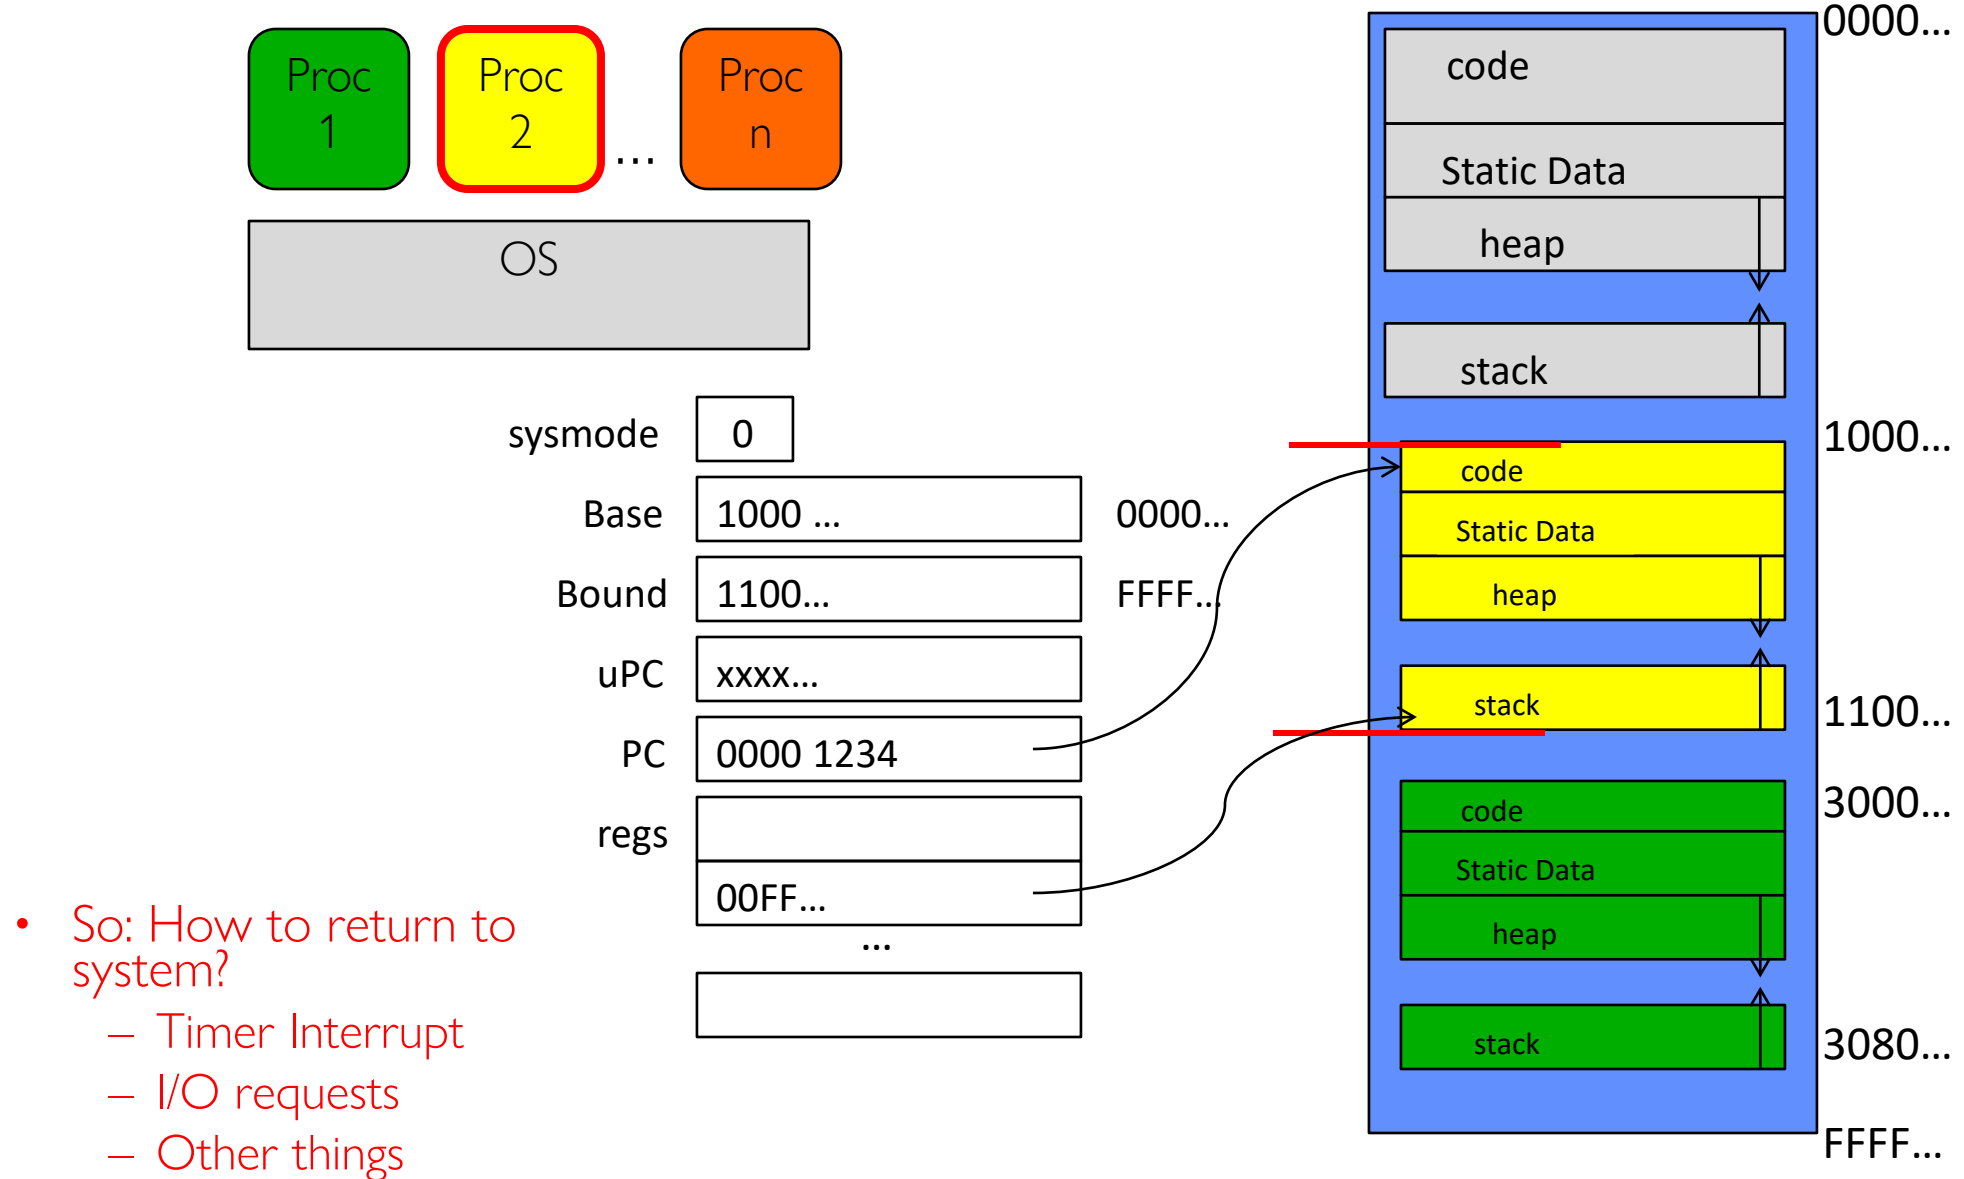 Proc
1
Proc
2
...
Proc
n
OS
sysmode
0
Base
1000 ...
0000...
Bound
1100...
FFFF...
uPC
xxxx...
PC
0000 1234
regs
00FF...
...
• So: How to return to
system?
– Timer Interrupt
– I/O requests
– Other things
0000...
code
Static Data
heap
stack
1000...
code
Static Data
heap
stack
1100...
3000...
code
Static Data
heap
stack
3080...
FFFF...